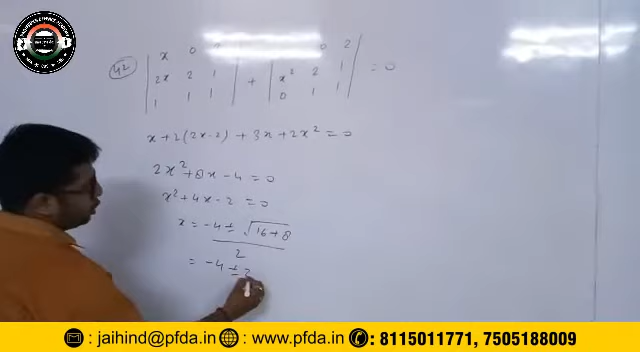 42
x 0 2
2x 2 1 + x² 2 1 = 0
1 1 1 0 1 1
x + 2(2x-2) + 3x + 2x² = 0
2x² + 8x - 4 = 0
x² + 4x - 2 = 0
x = -4 ± √16 + 8
2
= -4 ± 2
: jaihind@pfda.in : www.pfda.in : 8115011771, 7505188009